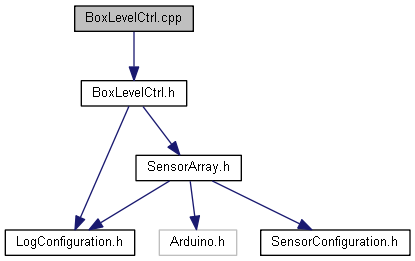 BoxLevelCtrl.cpp
BoxLevelCtrl.h
SensorArray.h
LogConfiguration.h
Arduino.h
SensorConfiguration.h